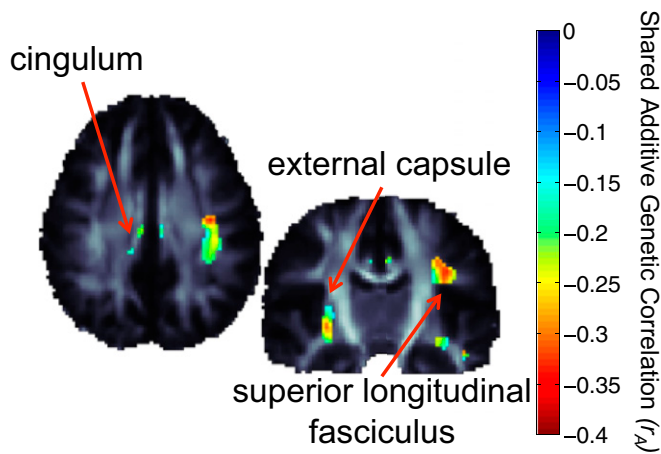 cingulum
external capsule
superior longitudinal
fasciculus
0
−0.05
−0.1
−0.15
−0.2
−0.25
−0.3
−0.35
−0.4
Shared Additive Genetic Correlation (r_A)